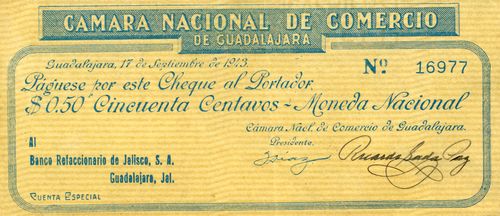 CAMARA NACIONAL DE COMERCIO
DE GUADALAJARA
Guadalajara, 17 de Septiembre de 1943.
Nº 16977
Páguese por este Cheque al Portador,
$0.50 Cincuenta Centavos - Moneda Nacional
Cámara Nacl. de Comercio de Guadalajara.
Presidente.
Al
Banco Refaccionario de Jalisco, S. A.
Guadalajara, Jal.
CUENTA ESPECIAL